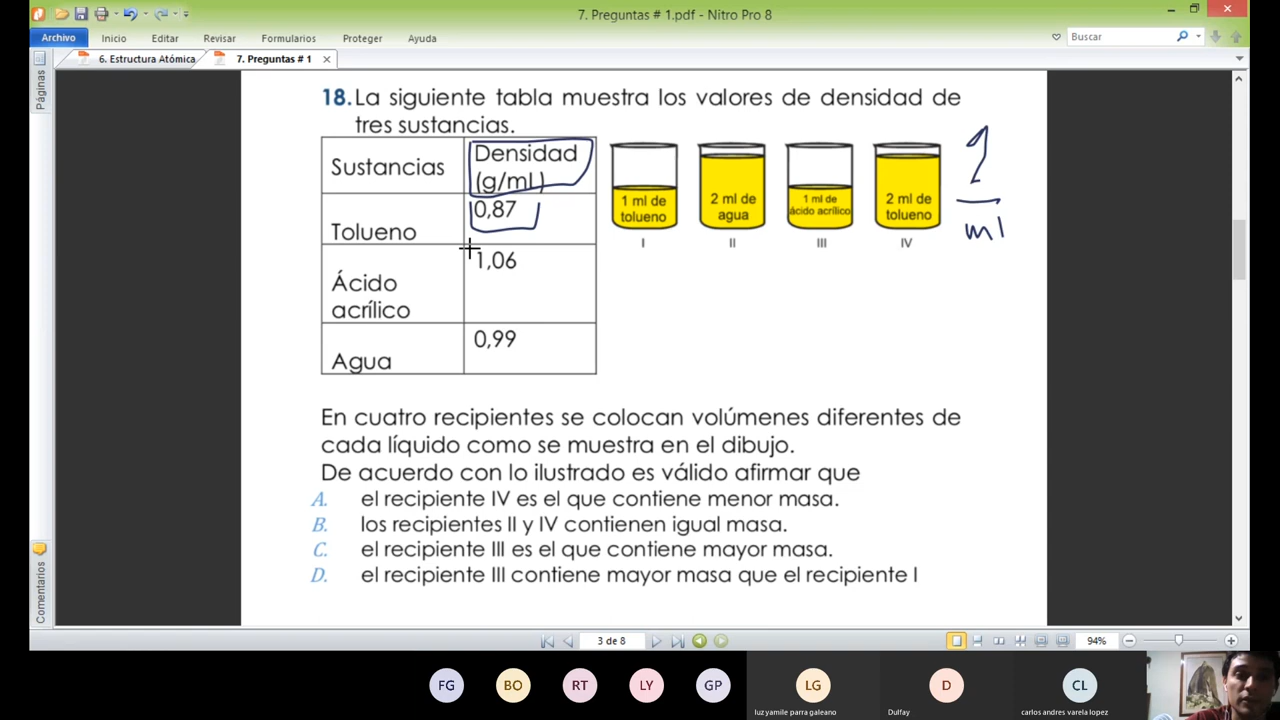 7. Preguntas # 1.pdf - Nitro Pro 8
Archivo Inicio Editar Revisar Formularios Proteger Ayuda Buscar
6. Estructura Atómica 7. Preguntas # 1
Páginas
18. La siguiente tabla muestra los valores de densidad de
tres sustancias.
Sustancias Densidad
(g/mL)
Tolueno 0,87
Ácido
acrílico 1,06
Agua 0,99
1 ml de
tolueno
I
2 ml de
agua
II
1 ml de
ácido acrílico
III
2 ml de
tolueno
IV
ml
En cuatro recipientes se colocan volúmenes diferentes de
cada líquido como se muestra en el dibujo.
De acuerdo con lo ilustrado es válido afirmar que
A. el recipiente IV es el que contiene menor masa.
B. los recipientes II y IV contienen igual masa.
C. el recipiente III es el que contiene mayor masa.
D. el recipiente III contiene mayor masa que el recipiente I
Comentarios
3 de 8 94%
FG BO RT LY GP LG D CL
luz yamile parra galeano Dulfay carlos andres varela lopez